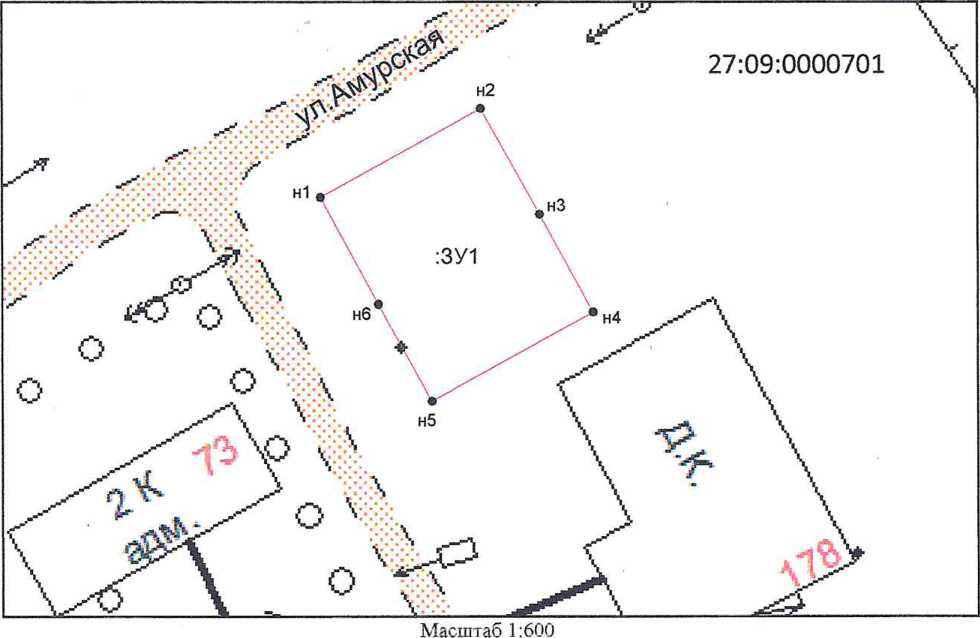 ул.Амурская
27:09:0000701
н2
н1
н3
:ЗУ1
н6
н4
н5
Д.К.
73
2 К
адм.
178
Масштаб 1:600